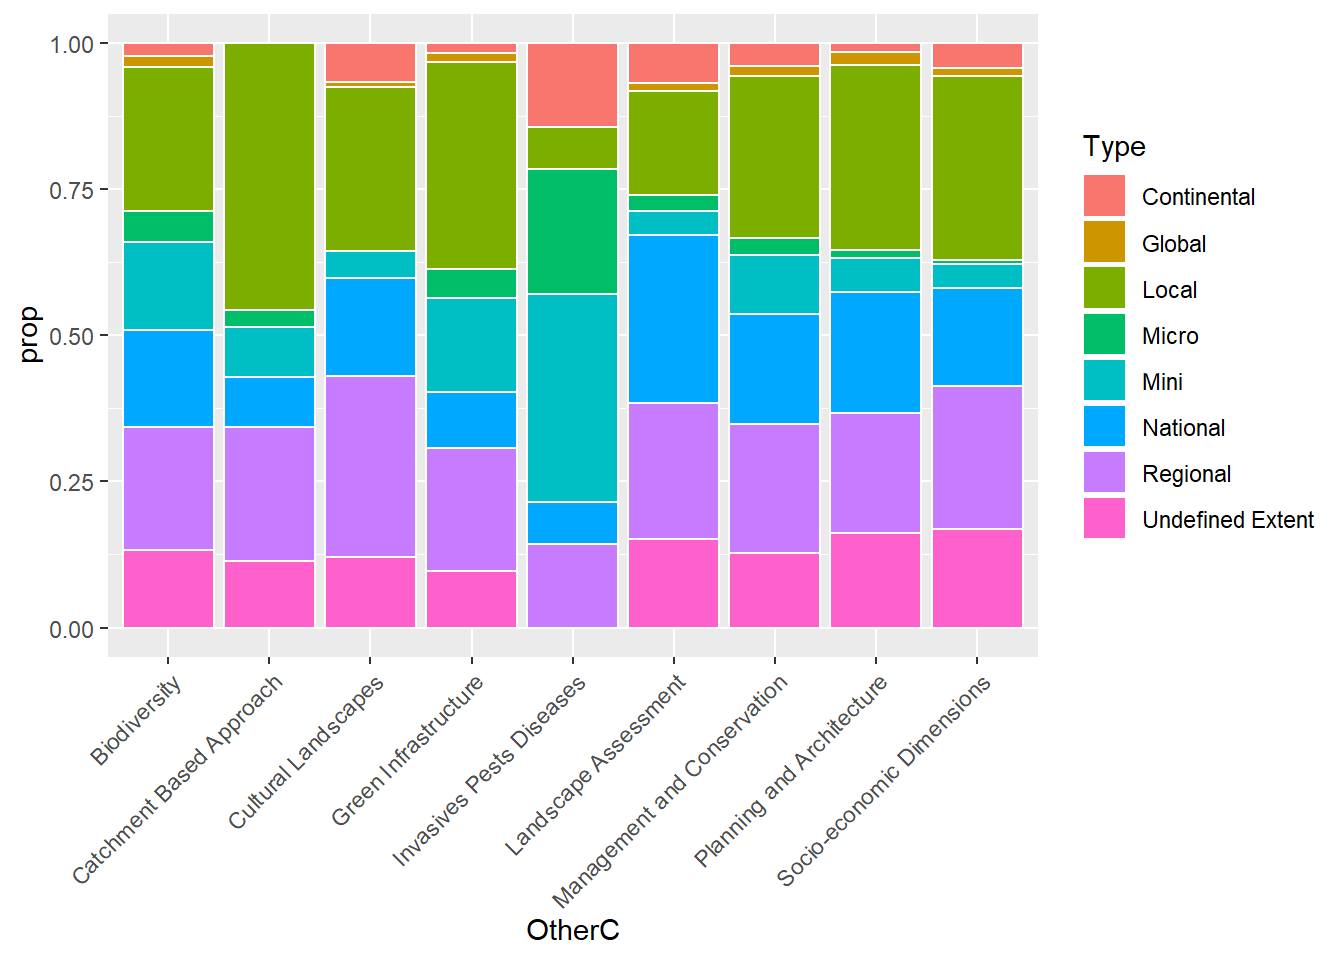 1.00
0.75
0.50
0.25
0.00
prop
Biodiversity
Catchment Based Approach
Cultural Landscapes
Green Infrastructure
Invasives Pests Diseases
Landscape Assessment
Management and Conservation
Planning and Architecture
Socio-economic Dimensions
OtherC
Type
Continental
Global
Local
Micro
Mini
National
Regional
Undefined Extent